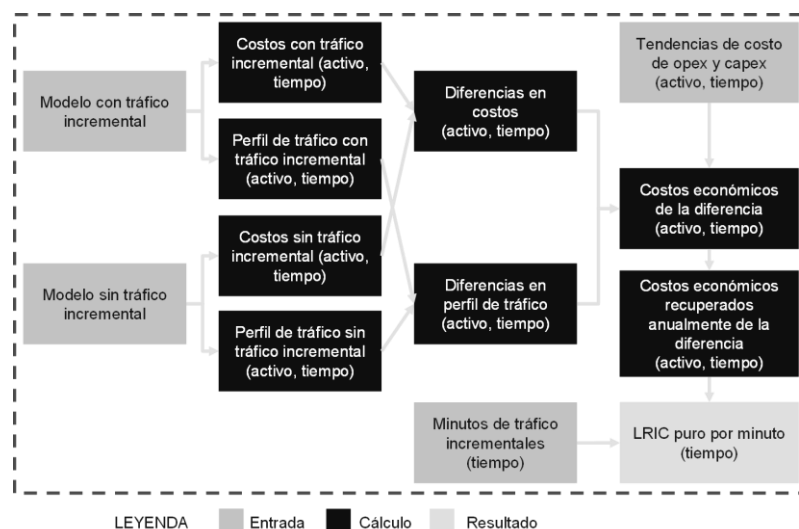 Modelo con tráfico
incremental
Modelo sin tráfico
incremental
Costos con tráfico
incremental (activo,
tiempo)
Perfil de tráfico con
tráfico incremental
(activo, tiempo)
Costos sin tráfico
incremental (activo,
tiempo)
Perfil de tráfico sin
tráfico incremental
(activo, tiempo)
Diferencias en
costos
(activo, tiempo)
Diferencias en
perfil de tráfico
(activo, tiempo)
Minutos de tráfico
incrementales
(tiempo)
Tendencias de costo
de opex y capex
(activo, tiempo)
Costos económicos
de la diferencia
(activo, tiempo)
Costos económicos
recuperados
anualmente de la
diferencia
(activo, tiempo)
LRIC puro por minuto
(tiempo)
LEYENDA Entrada Cálculo Resultado